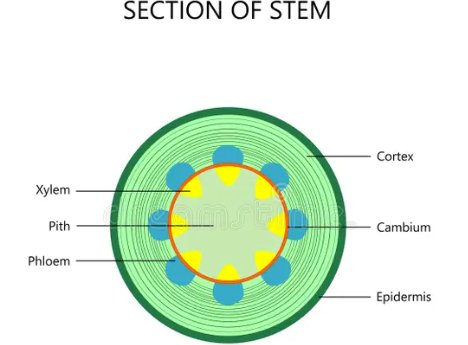 SECTION OF STEM
Cortex
Xylem
Pith
Cambium
Phloem
Epidermis